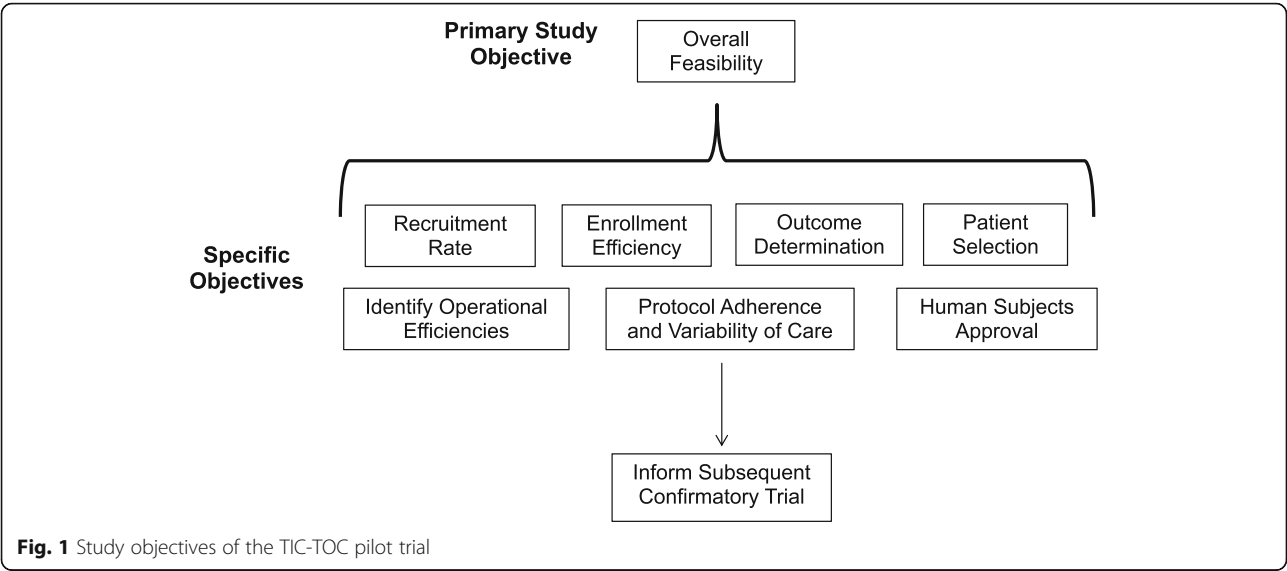 Primary Study
Objective
Overall
Feasibility
Specific
Objectives
Recruitment
Rate
Enrollment
Efficiency
Outcome
Determination
Patient
Selection
Identify Operational
Efficiencies
Protocol Adherence
and Variability of Care
Human Subjects
Approval
Inform Subsequent
Confirmatory Trial
Fig. 1 Study objectives of the TIC-TOC pilot trial